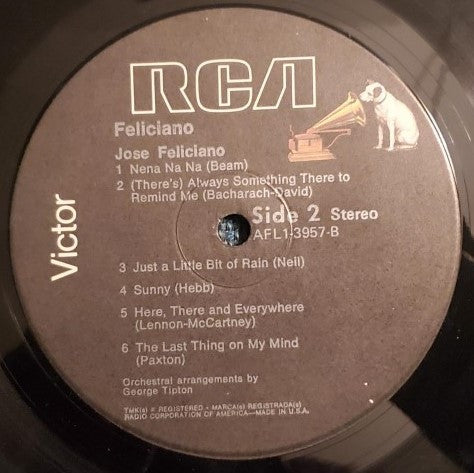 RCA
Victor
Feliciano
Jose Feliciano
1 Nena Na Na (Beam)
2 (There's) Always Something There to
Remind Me (Bacharach-David)
Side 2 Stereo
AFL1-3957-B
3 Just a Little Bit of Rain (Neil)
4 Sunny (Hebb)
5 Here, There and Everywhere
(Lennon-McCartney)
6 The Last Thing on My Mind
(Paxton)
Orchestral arrangements by
George Tipton
TMK(s) ® REGISTERED • MARCA(s) REGISTRADA(s)
RADIO CORPORATION OF AMERICA—MADE IN U.S.A.